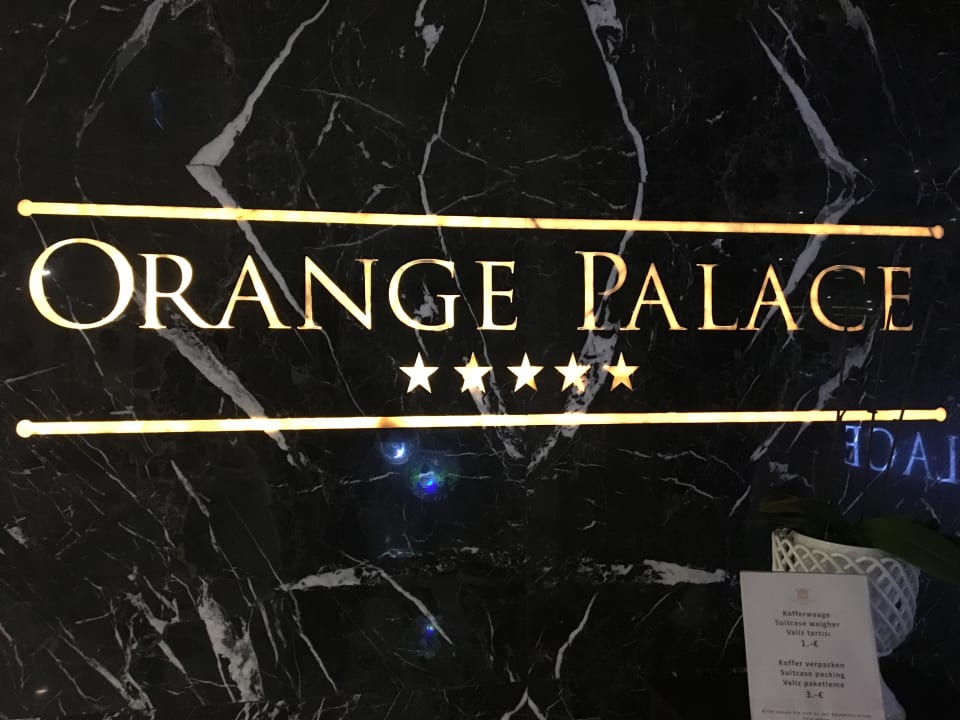 ORANGE PALACE
Kofferwaage
Suitcase weigher
Valiz tartısı
1.-€
Koffer verpacken
Suitcase packing
Valiz paketleme
3.-€